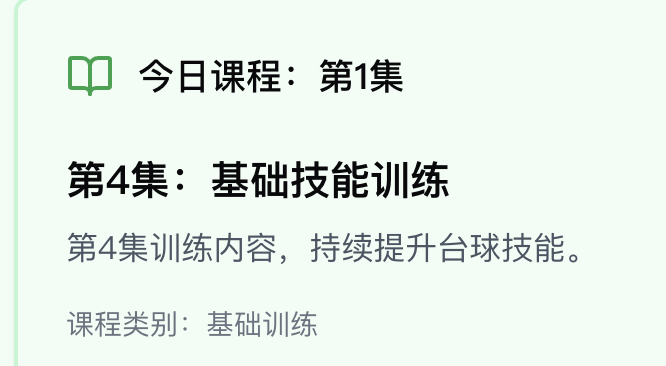 今日课程：第1集
第4集：基础技能训练
第4集训练内容，持续提升台球技能。
课程类别：基础训练